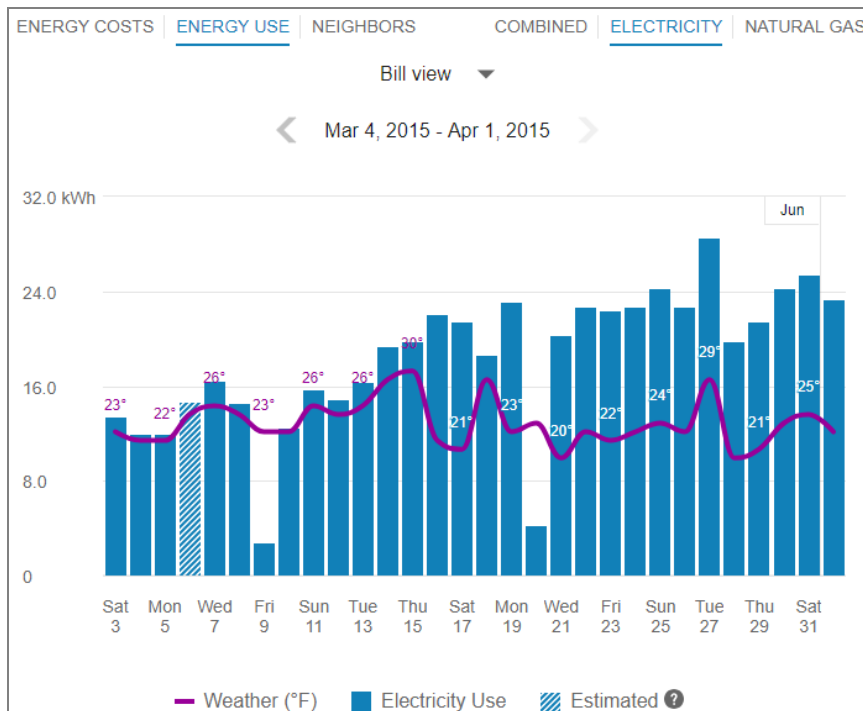 ENERGY COSTS ENERGY USE NEIGHBORS COMBINED ELECTRICITY NATURAL GAS
Bill view
Mar 4, 2015 - Apr 1, 2015
32.0 kWh
Jun
24.0
29°
30°
26° 26° 26°
16.0
25°
24°
23° 22° 23° 23°
21° 22° 21°
20°
8.0
0
Sat Mon Wed Fri Sun Tue Thu Sat Mon Wed Fri Sun Tue Thu Sat
3 5 7 9 11 13 15 17 19 21 23 25 27 29 31
Weather (°F) Electricity Use Estimated ?